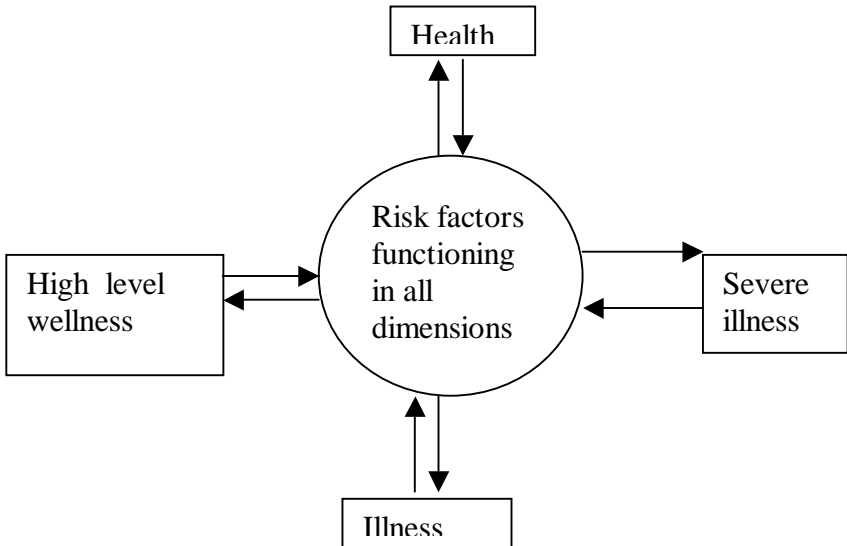 Health
Risk factors
functioning
in all
dimensions
High level
wellness
Severe
illness
Illness